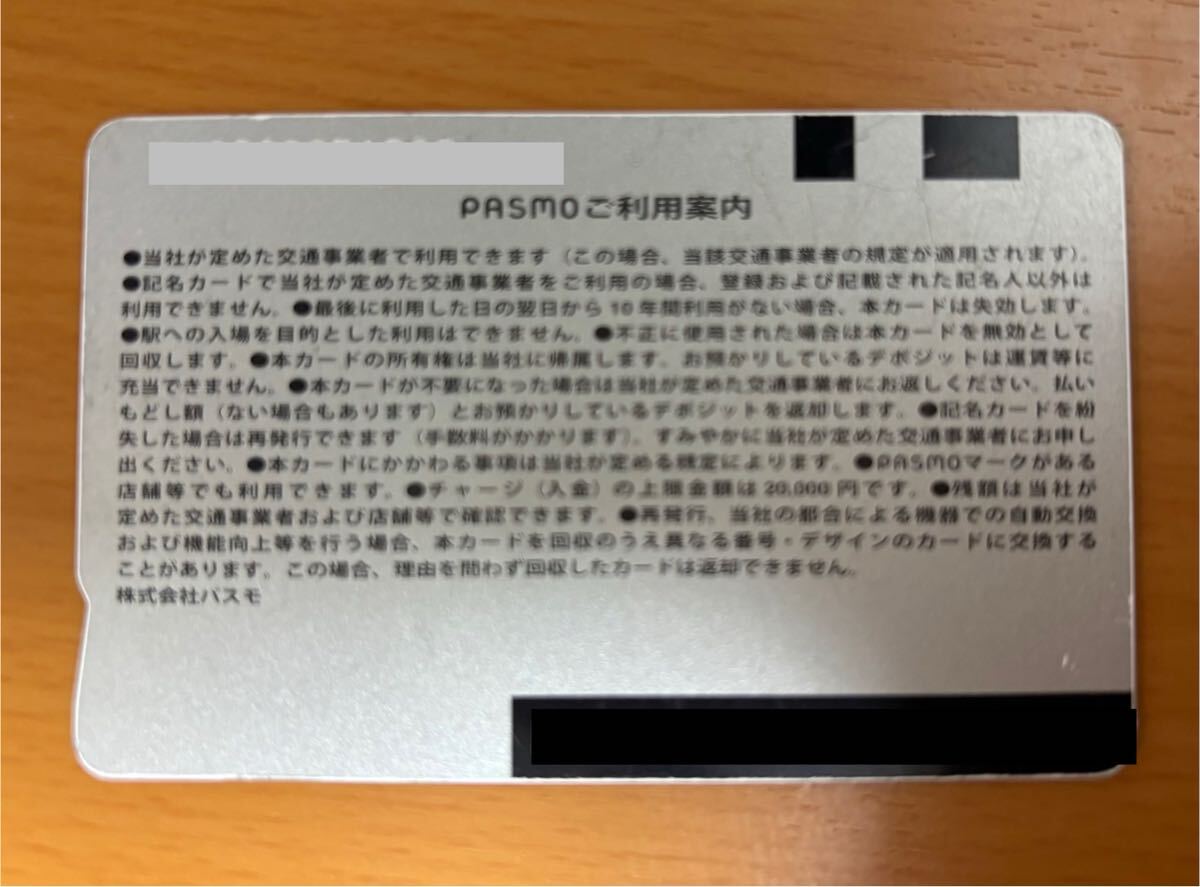 PASMOご利用案内
●当社が定めた交通事業者で利用できます（この場合、当該交通事業者の規定が適用されます）。
●記名カードで当社が定めた交通事業者をご利用の場合、登録および記載された記名人以外は
利用できません。●最後に利用した日の翌日から10年間利用がない場合、本カードは失効します。
●駅への入場を目的とした利用はできません。●不正に使用された場合は本カードを無効として
回収します。●本カードの所有権は当社に帰属します。お預かりしているデポジットは運賃等に
充当できません。●本カードが不要になった場合は当社が定めた交通事業者にお返しください。払い
もどし額（ない場合もあります）とお預かりしているデポジットを返却します。●記名カードを紛
失した場合は再発行できます（手数料がかかります）。すみやかに当社が定めた交通事業者にお申し
出ください。●本カードにかかわる事項は当社が定める規定によります。●PASMOマークがある
店舗等でも利用できます。●チャージ（入金）の上限金額は20,000円です。●残額は当社が
定めた交通事業者および店舗等で確認できます。●再発行、当社の都合による機器での自動交換
および機能向上等を行う場合、本カードを回収のうえ異なる番号・デザインのカードに交換する
ことがあります。この場合、理由を問わず回収したカードは返却できません。
株式会社パスモ